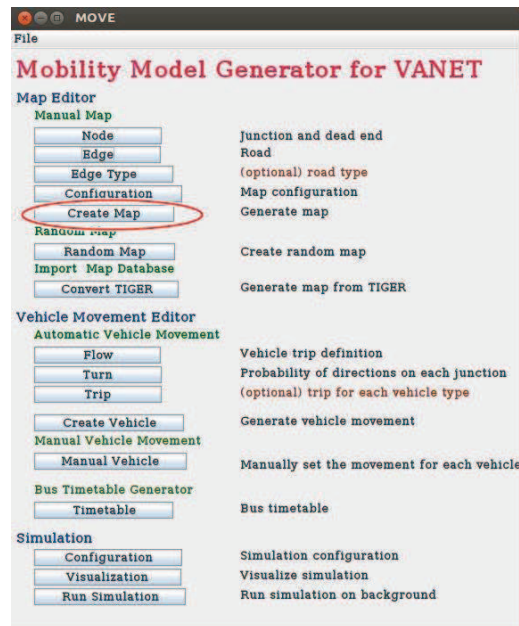 MOVE
File
Mobility Model Generator for VANET
Map Editor
Manual Map
Node Junction and dead end
Edge Road
Edge Type (optional) road type
Configuration Map configuration
Create Map Generate map
Random Map
Random Map Create random map
Import Map Database
Convert TIGER Generate map from TIGER
Vehicle Movement Editor
Automatic Vehicle Movement
Flow Vehicle trip definition
Turn Probability of directions on each junction
Trip (optional) trip for each vehicle type
Create Vehicle Generate vehicle movement
Manual Vehicle Movement
Manual Vehicle Manually set the movement for each vehicle
Bus Timetable Generator
Timetable Bus timetable
Simulation
Configuration Simulation configuration
Visualization Visualize simulation
Run Simulation Run simulation on background